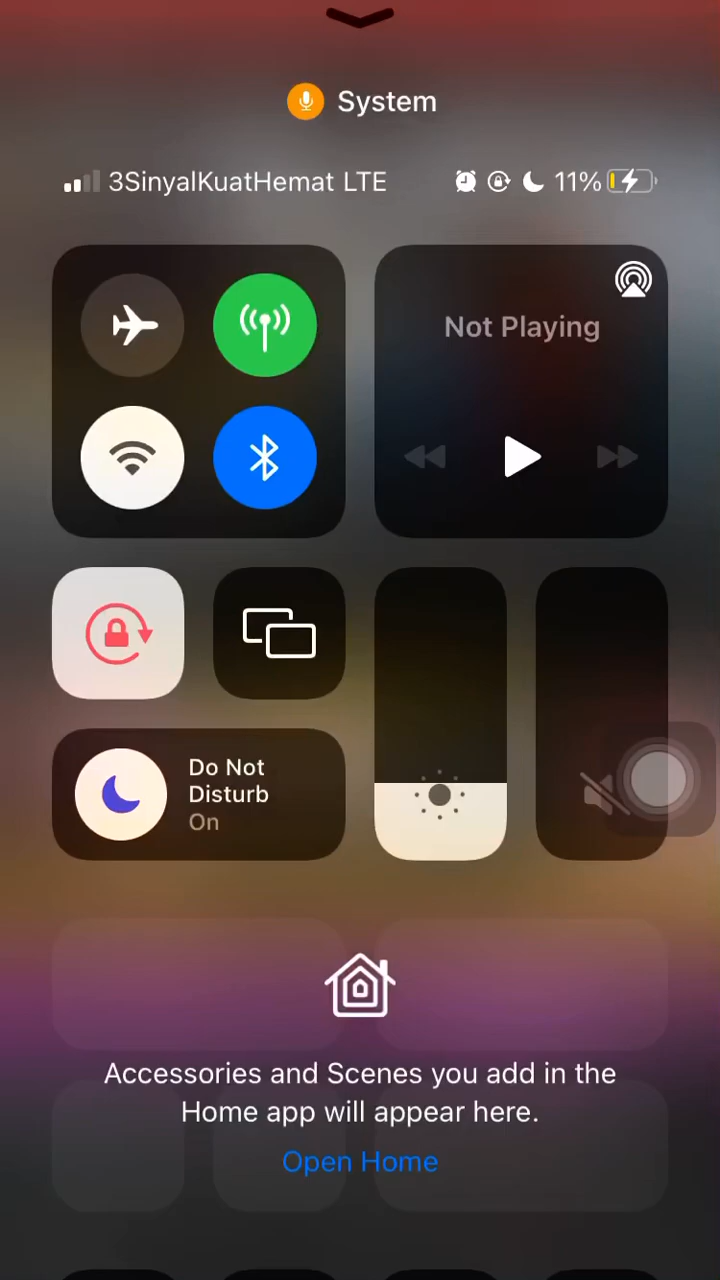 System
3SinyalKuatHemat LTE 11%
Not Playing
Do Not
Disturb
On
Accessories and Scenes you add in the
Home app will appear here.
Open Home